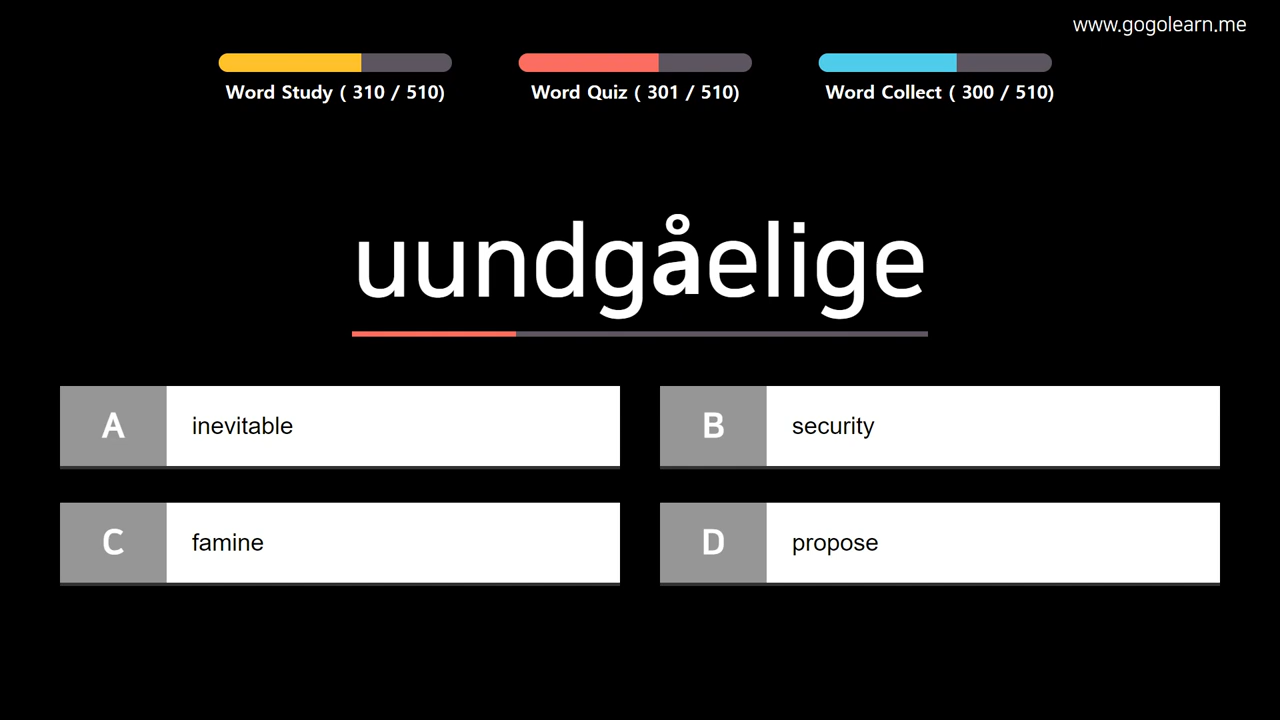 www.gogolearn.me
Word Study ( 310 / 510)
Word Quiz ( 301 / 510)
Word Collect ( 300 / 510)
uundgåelige
A inevitable
B security
C famine
D propose